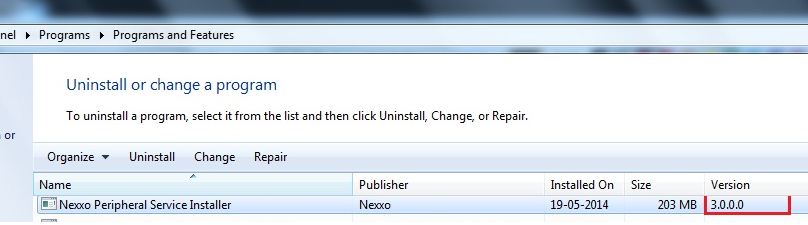 nel ▸ Programs ▸ Programs and Features
Uninstall or change a program
To uninstall a program, select it from the list and then click Uninstall, Change, or Repair.
or
Organize ▾ Uninstall Change Repair
Name Publisher Installed On Size Version
Nexxo Peripheral Service Installer Nexxo 19-05-2014 203 MB 3.0.0.0